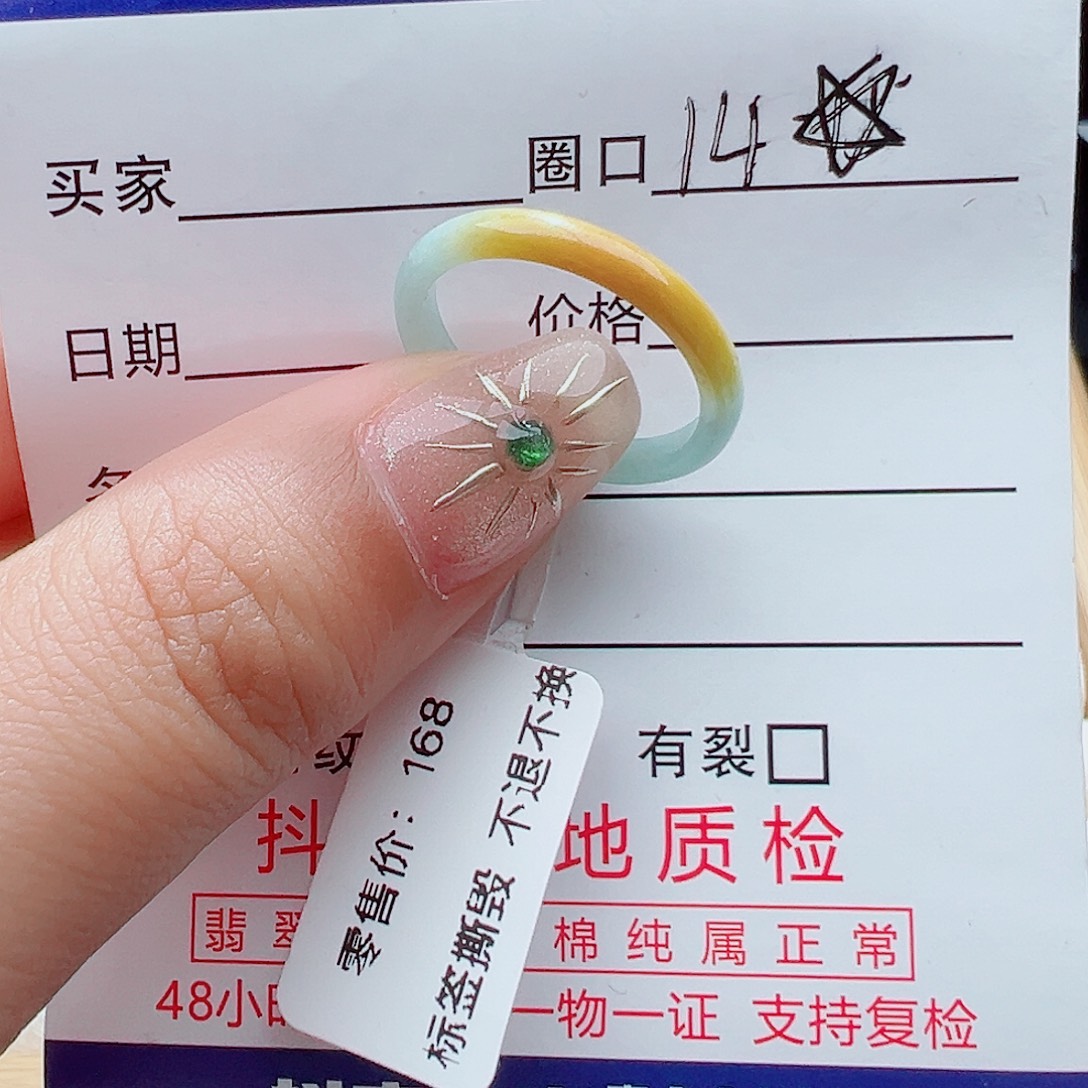 买家 圈口 14
日期 价格
有裂
抖 地质检
翡 棉纯属正常
48小 一物一证 支持复检
零售价：168
标签撕毁 不退不换